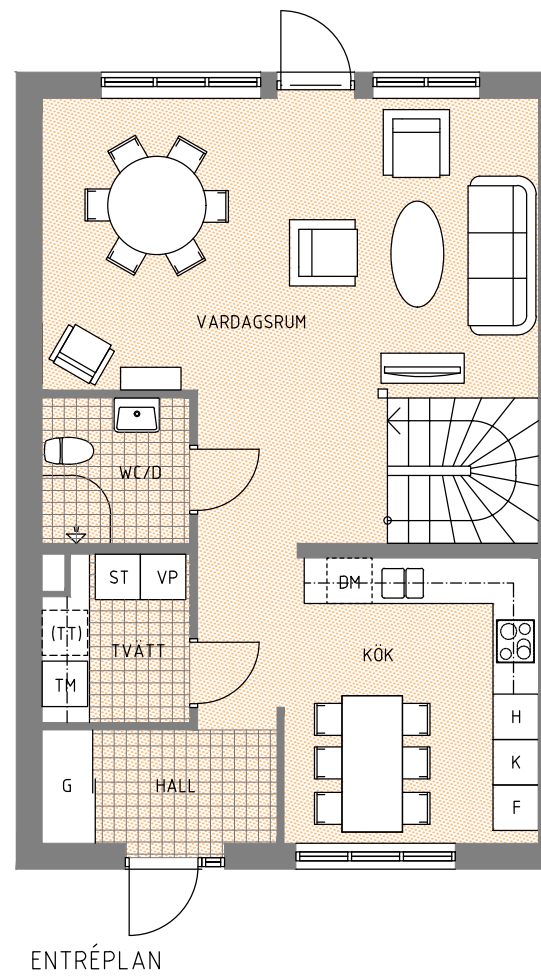 VARDAGSRUM
WC/D
ST VP
DM
(TT)
TVÄTT
KÖK
TM
H
K
G
HALL
F
ENTRÉPLAN